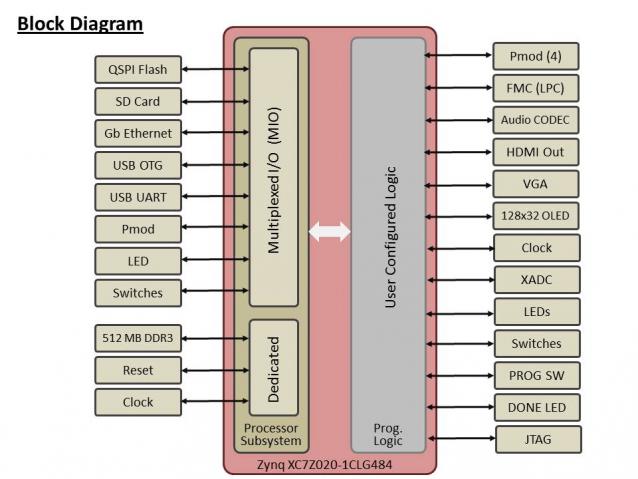 Block Diagram
QSPI Flash
SD Card
Gb Ethernet
USB OTG
USB UART
Pmod
LED
Switches
512 MB DDR3
Reset
Clock
Multiplexed I/O (MIO)
Dedicated
Processor
Subsystem
User Configured Logic
Prog.
Logic
Zynq XC7Z020-1CLG484
Pmod (4)
FMC (LPC)
Audio CODEC
HDMI Out
VGA
128x32 OLED
Clock
XADC
LEDs
Switches
PROG SW
DONE LED
JTAG